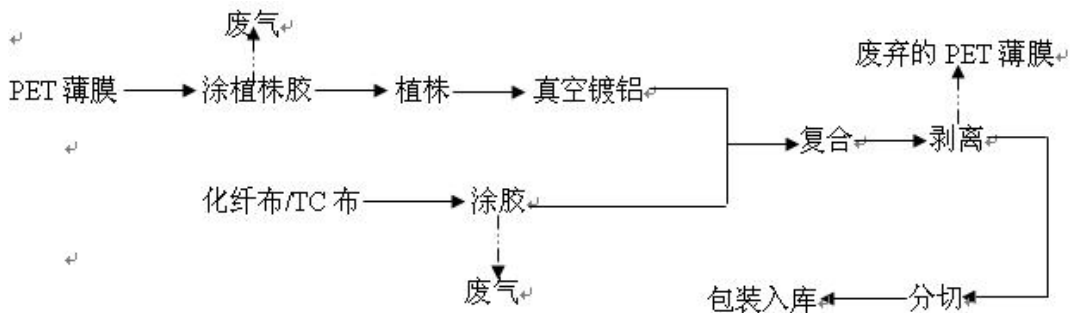 废气
废弃的 PET 薄膜
PET 薄膜 涂植株胶 植株 真空镀铝
复合 剥离
化纤布/TC 布 涂胶
废气 包装入库 分切